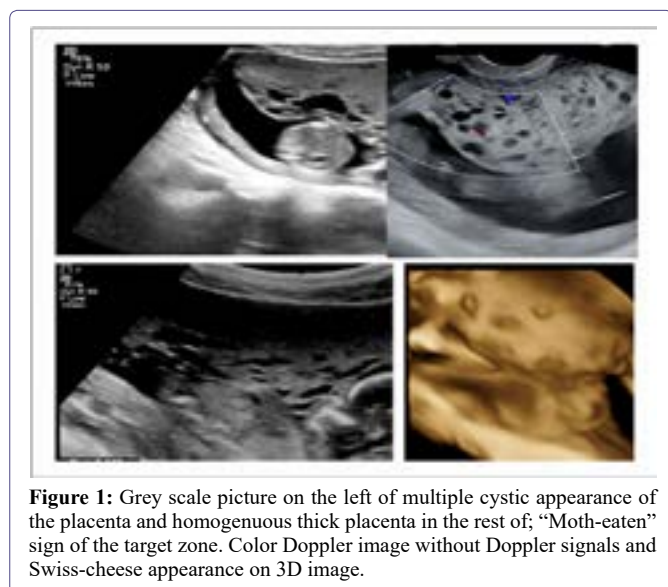 Figure 1: Grey scale picture on the left of multiple cystic appearance of
the placenta and homogenuous thick placenta in the rest of; “Moth-eaten”
sign of the target zone. Color Doppler image without Doppler signals and
Swiss-cheese appearance on 3D image.